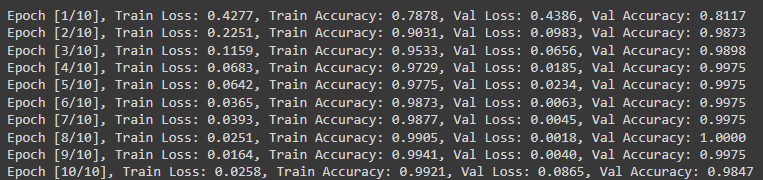 Epoch [1/10], Train Loss: 0.4277, Train Accuracy: 0.7878, Val Loss: 0.4386, Val Accuracy: 0.8117
Epoch [2/10], Train Loss: 0.2251, Train Accuracy: 0.9031, Val Loss: 0.0983, Val Accuracy: 0.9873
Epoch [3/10], Train Loss: 0.1159, Train Accuracy: 0.9533, Val Loss: 0.0656, Val Accuracy: 0.9898
Epoch [4/10], Train Loss: 0.0683, Train Accuracy: 0.9729, Val Loss: 0.0185, Val Accuracy: 0.9975
Epoch [5/10], Train Loss: 0.0642, Train Accuracy: 0.9775, Val Loss: 0.0234, Val Accuracy: 0.9975
Epoch [6/10], Train Loss: 0.0365, Train Accuracy: 0.9873, Val Loss: 0.0063, Val Accuracy: 0.9975
Epoch [7/10], Train Loss: 0.0393, Train Accuracy: 0.9877, Val Loss: 0.0045, Val Accuracy: 0.9975
Epoch [8/10], Train Loss: 0.0251, Train Accuracy: 0.9905, Val Loss: 0.0018, Val Accuracy: 1.0000
Epoch [9/10], Train Loss: 0.0164, Train Accuracy: 0.9941, Val Loss: 0.0040, Val Accuracy: 0.9975
Epoch [10/10], Train Loss: 0.0258, Train Accuracy: 0.9921, Val Loss: 0.0865, Val Accuracy: 0.9847